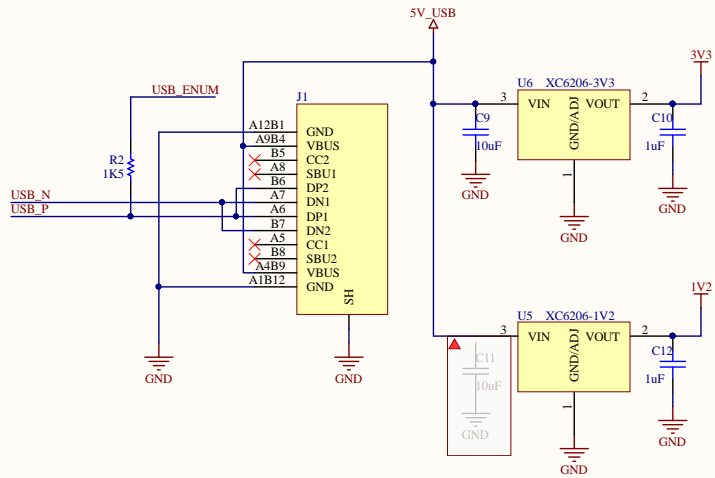 5V_USB
3V3
U6 XC6206-3V3
3 VIN VOUT 2
GND/ADJ
1
C9
10uF
C10
1uF
GND
GND
GND
USB_ENUM
J1
R2
1K5
USB_N
USB_P
A12B1 GND
A9B4 VBUS
B5 CC2
A8 SBU1
B6 DP2
A7 DN1
A6 DP1
B7 DN2
A5 CC1
B8 SBU2
A4B9 VBUS
A1B12 GND
SH
GND
GND
1V2
U5 XC6206-1V2
3 VIN VOUT 2
GND/ADJ
1
C11
10uF
GND
C12
1uF
GND
GND